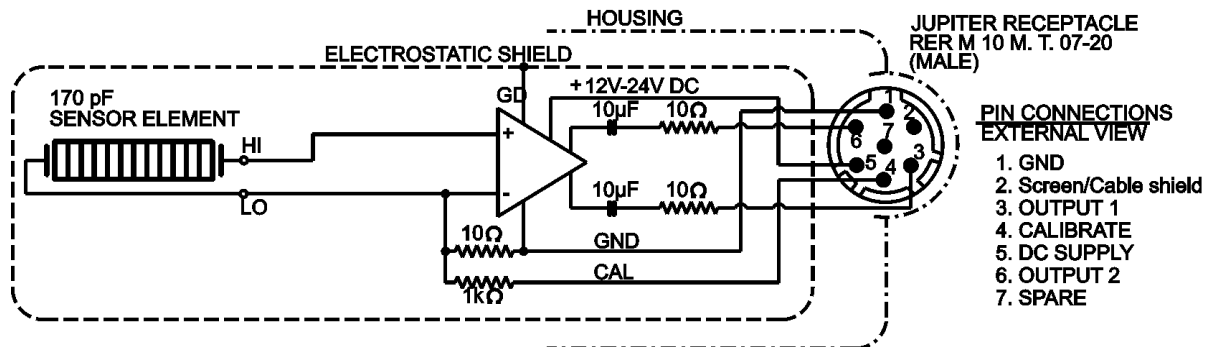 HOUSING
JUPITER RECEPTACLE
RER M 10 M. T. 07-20
(MALE)
ELECTROSTATIC SHIELD
170 pF
SENSOR ELEMENT
GD
+12V-24V DC
10µF
10Ω
HI
+
LO
-
10µF
10Ω
10Ω
GND
CAL
1kΩ
1
2
7
6
3
5
4
PIN CONNECTIONS
EXTERNAL VIEW
1. GND
2. Screen/Cable shield
3. OUTPUT 1
4. CALIBRATE
5. DC SUPPLY
6. OUTPUT 2
7. SPARE